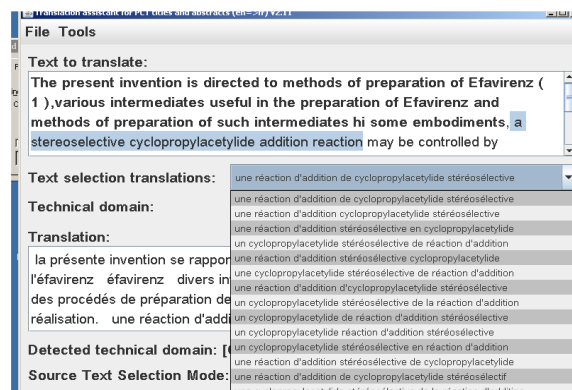 Translation assistant for PCT titles and abstracts (en->fr) v2.11
File Tools
Text to translate:
The present invention is directed to methods of preparation of Efavirenz (
1 ),various intermediates useful in the preparation of Efavirenz and
methods of preparation of such intermediates hi some embodiments, a
stereoselective cyclopropylacetylide addition reaction may be controlled by
Text selection translations: une réaction d'addition de cyclopropylacetylide stéréosélective
une réaction d'addition de cyclopropylacetylide stéréosélective
Technical domain: une réaction d'addition cyclopropylacetylide stéréosélective
une réaction d'addition stéréosélective en cyclopropylacetylide
Translation: un cyclopropylacetylide stéréosélective de réaction d'addition
la présente invention se rappor une réaction d'addition stéréosélective cyclopropylacetylide
l'éfavirenz éfavirenz divers in une cyclopropylacetylide stéréosélective de réaction d'addition
une réaction d'addition d'cyclopropylacetylide stéréosélective
des procédés de préparation de un cyclopropylacetylide stéréosélective de la réaction d'addition
un cyclopropylacetylide de réaction d'addition stéréosélective
réalisation. une réaction d'addi un cyclopropylacetylide réaction d'addition stéréosélective
un cyclopropylacetylide stéréosélective en réaction d'addition
Detected technical domain: [ une réaction d'addition stéréosélective de cyclopropylacetylide
Source Text Selection Mode: une réaction d'addition de cyclopropylacetylide stéréosélectif